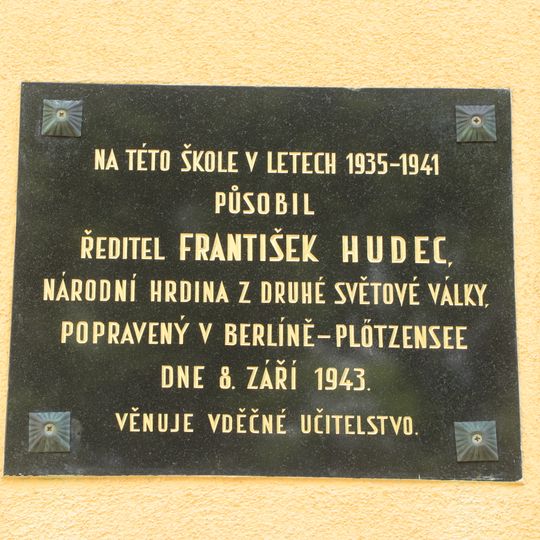 NA TÉTO ŠKOLE V LETECH 1935-1941
PŮSOBIL
ŘEDITEL FRANTIŠEK HUDEC,
NÁRODNÍ HRDINA Z DRUHÉ SVĚTOVÉ VÁLKY,
POPRAVENÝ V BERLÍNĚ-PLŐTZENSEE
DNE 8. ZÁŘÍ 1943.
VĚNUJE VDĚČNÉ UČITELSTVO.